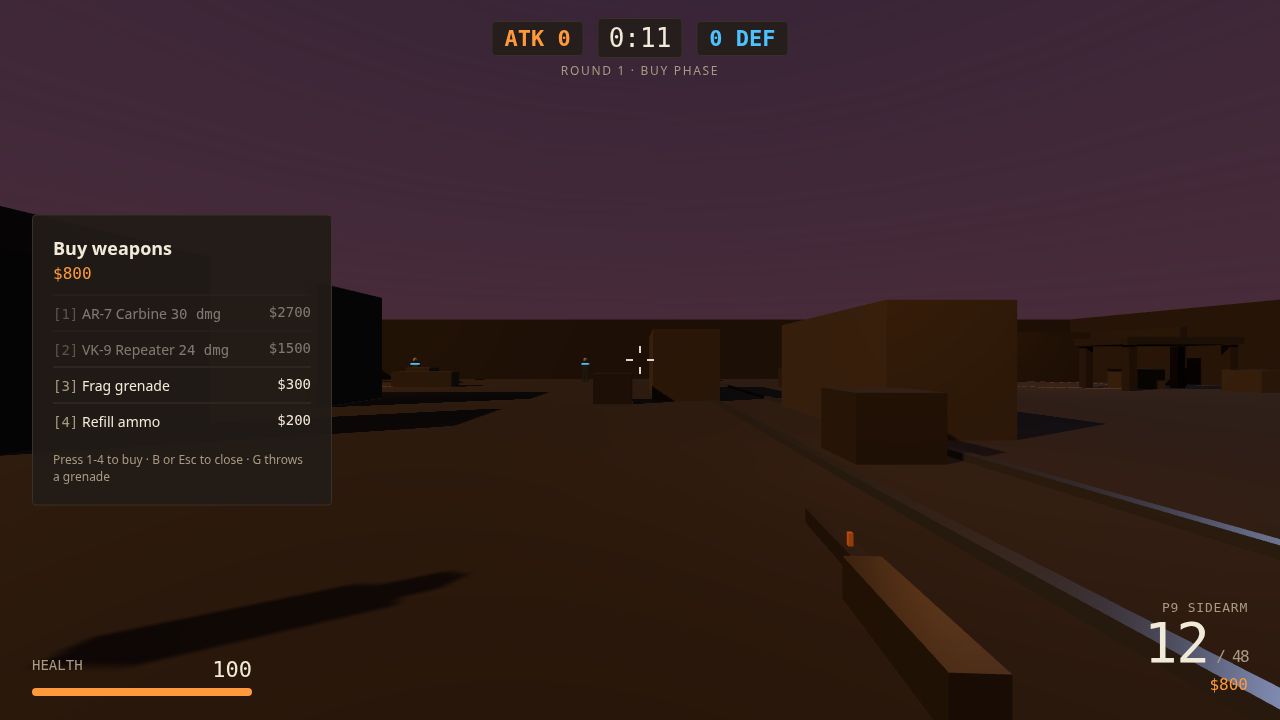 ATK 0 0:11 0 DEF
ROUND 1 · BUY PHASE
Buy weapons
$800
[1] AR-7 Carbine 30 dmg $2700
[2] VK-9 Repeater 24 dmg $1500
[3] Frag grenade $300
[4] Refill ammo $200
Press 1-4 to buy · B or Esc to close · G throws
a grenade
HEALTH 100
P9 SIDEARM
12 / 48
$800